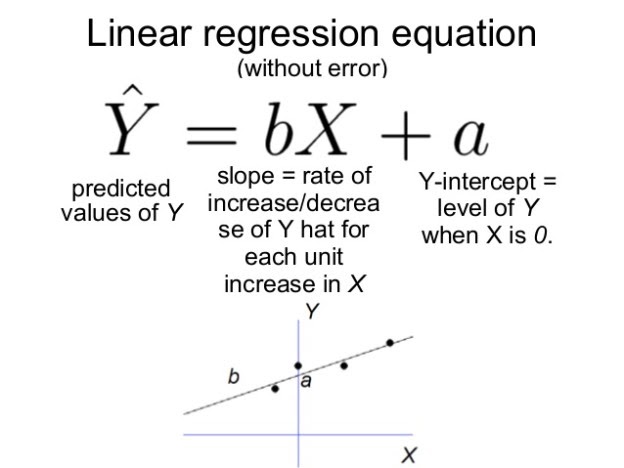 Linear regression equation
(without error)
Ŷ = bX + a
predicted
values of Y
slope = rate of
increase/decrea
se of Y hat for
each unit
increase in X
Y-intercept =
level of Y
when X is 0.
Y
b
a
X